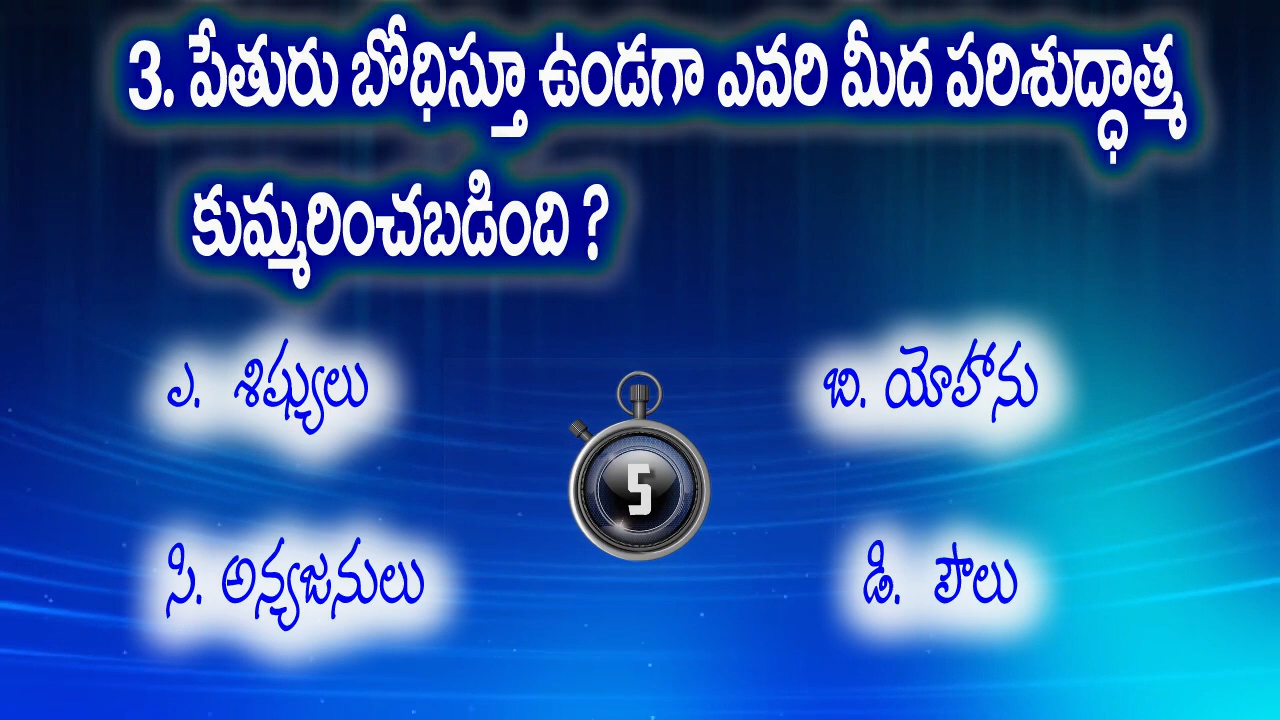 3. పేతురు బోధిస్తూ ఉండగా ఎవరి మీద పరిశుద్ధాత్మ
కుమ్మరించబడింది ?
ఎ. శిష్యులు
బి. యోహాను
5
సి. అన్యజనులు
డి. పౌలు